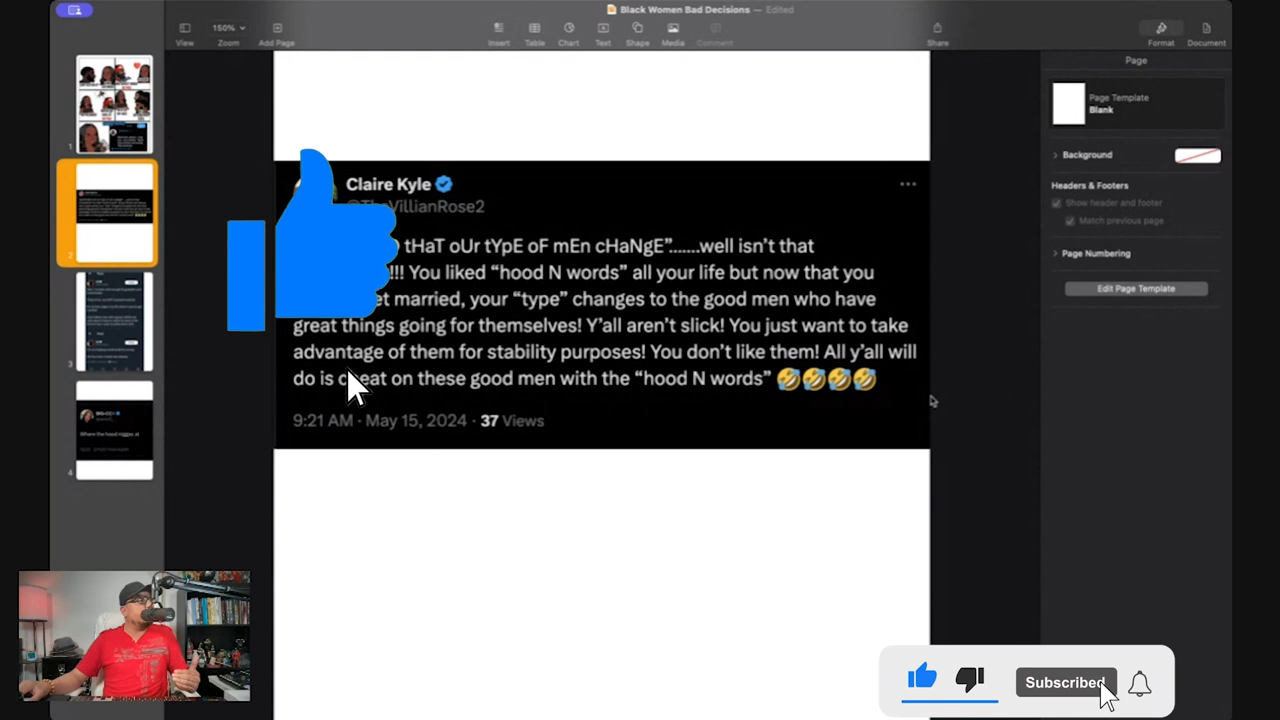 Black Women Bad Decisions — Edited
150%
View
Zoom
Add Page
Insert
Table
Chart
Text
Shape
Media
Comment
Share
Format
Document
Page
Page Template
Blank
Background
Headers & Footers
Show header and footer
Match previous page
Page Numbering
Edit Page Template
1
2
3
4
Claire Kyle
@TheVillianRose2
tHaT oUr tYpE oF mEn cHaNgE”......well isn’t that
!!! You liked “hood N words” all your life but now that you
married, your “type” changes to the good men who have
great things going for themselves! Y’all aren’t slick! You just want to take
advantage of them for stability purposes! You don’t like them! All y’all will
do is cheat on these good men with the “hood N words” 🤣🤣🤣🤣
9:21 AM · May 15, 2024 · 37 Views
Subscribed